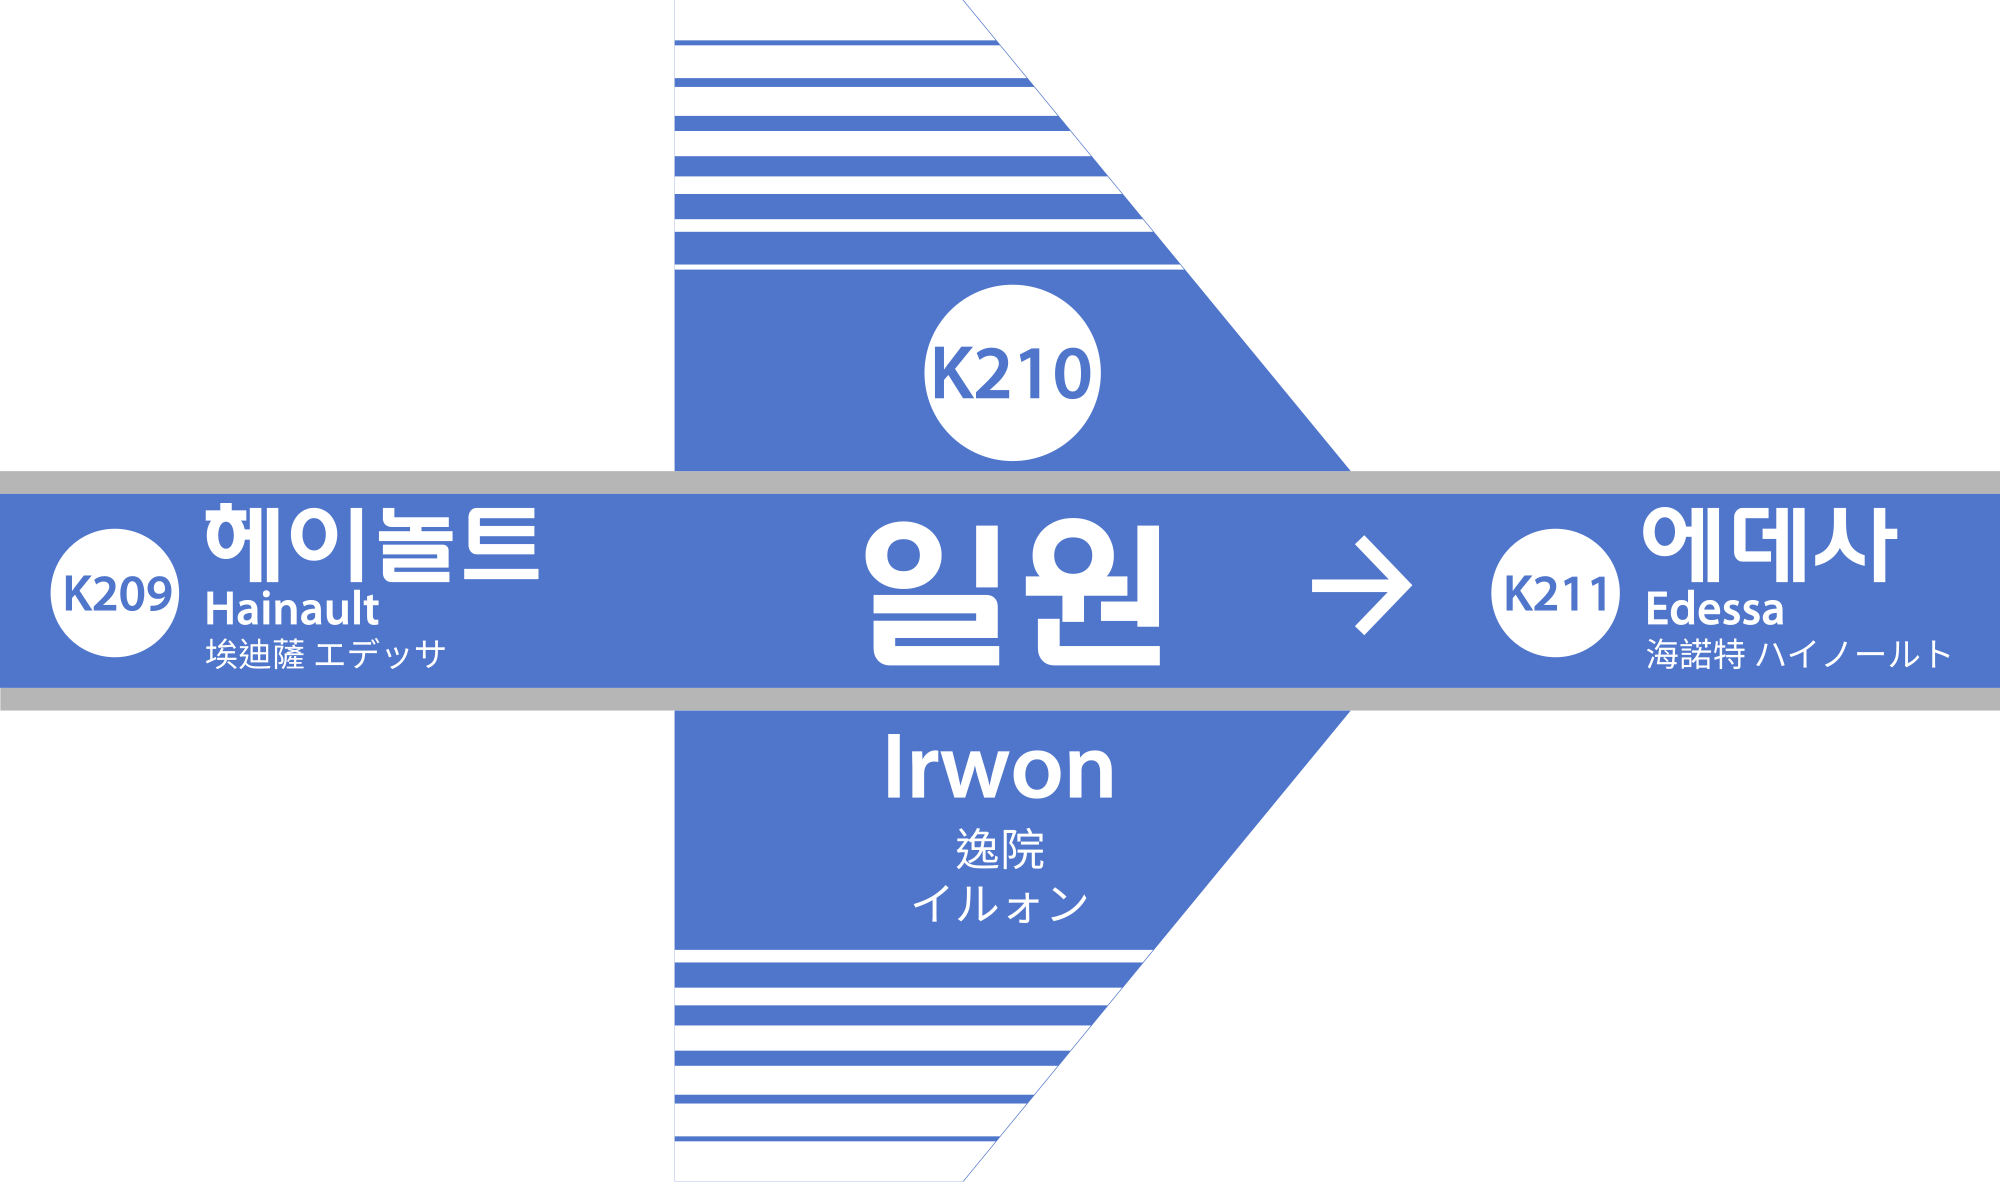 K210
K209
헤이놀트
Hainault
埃迪薩 エデッサ
일원
→
K211
에데사
Edessa
海諾特 ハイノールト
Irwon
逸院
イルォン